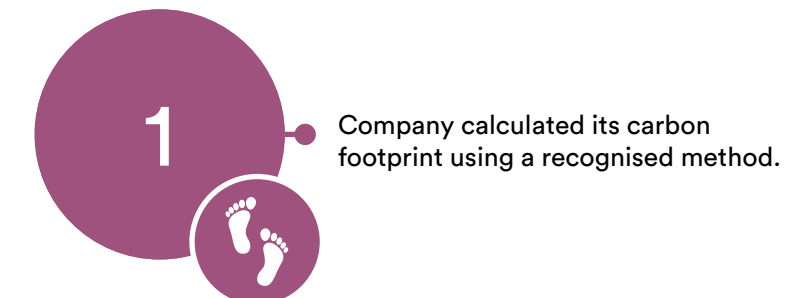 1
Company calculated its carbon
footprint using a recognised method.